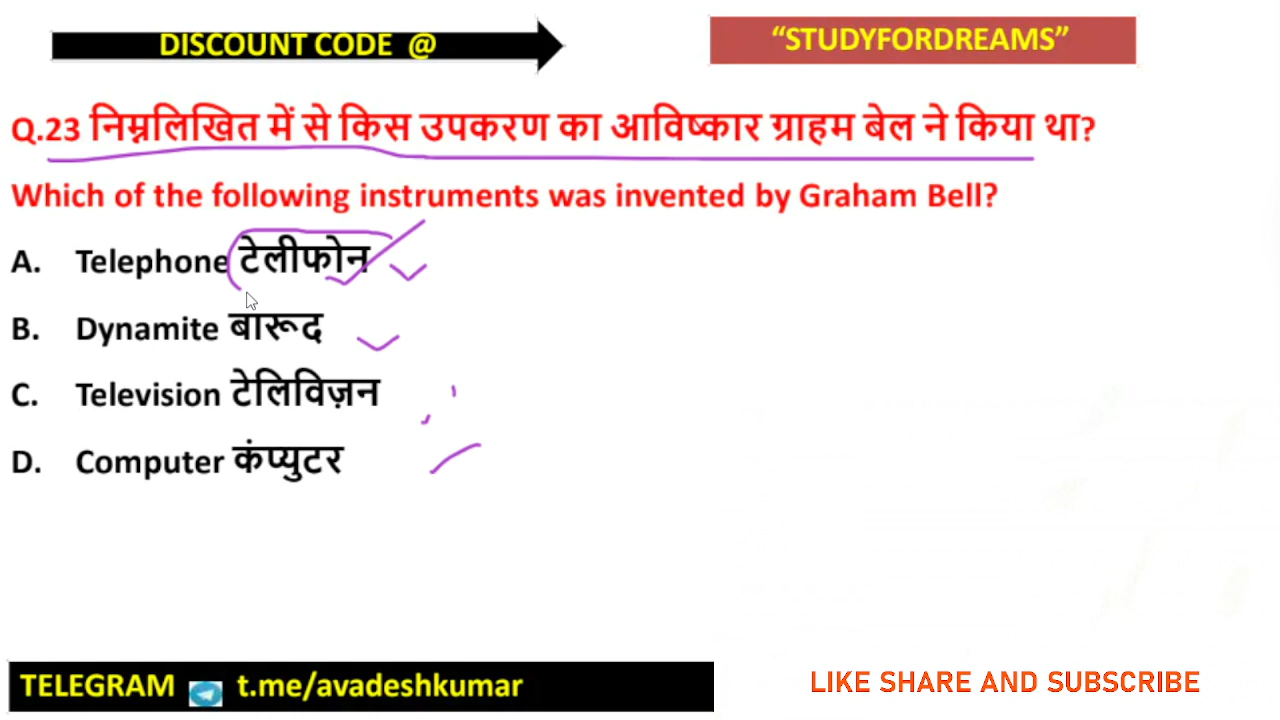 DISCOUNT CODE @
“STUDYFORDREAMS”
Q.23 निम्नलिखित में से किस उपकरण का आविष्कार ग्राहम बेल ने किया था?
Which of the following instruments was invented by Graham Bell?
A. Telephone टेलीफोन
B. Dynamite बारूद
C. Television टेलिविज़न
D. Computer कंप्युटर
TELEGRAM t.me/avadeshkumar
LIKE SHARE AND SUBSCRIBE